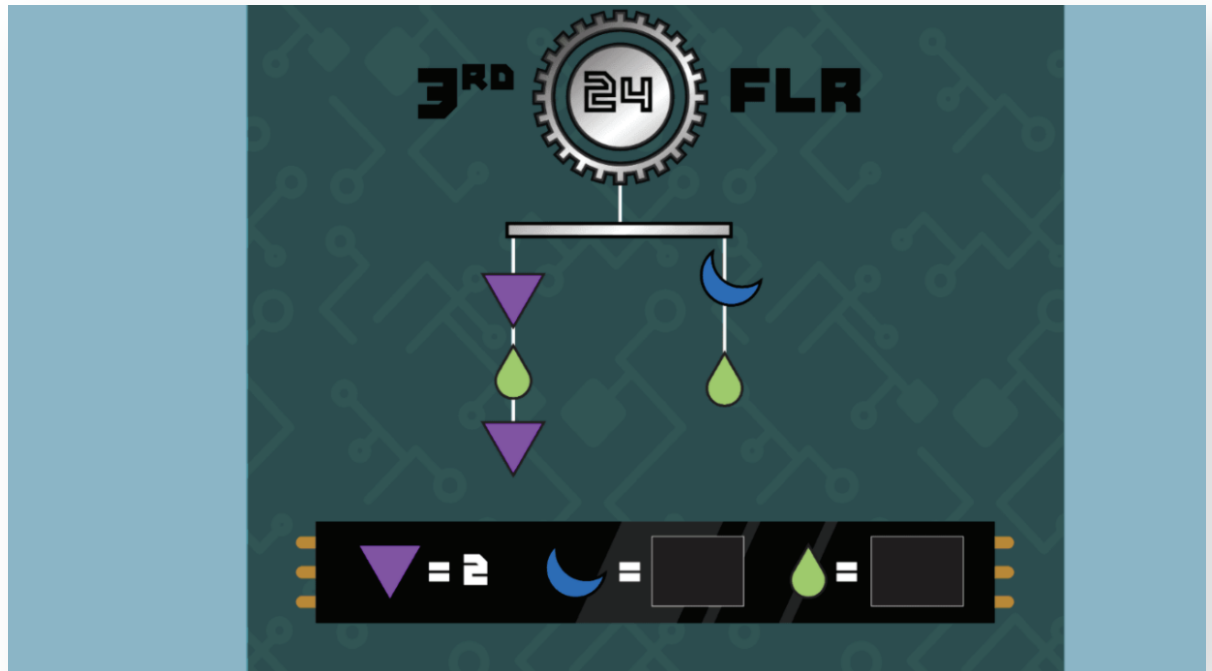 3RD 24 FLR
= 2 = =